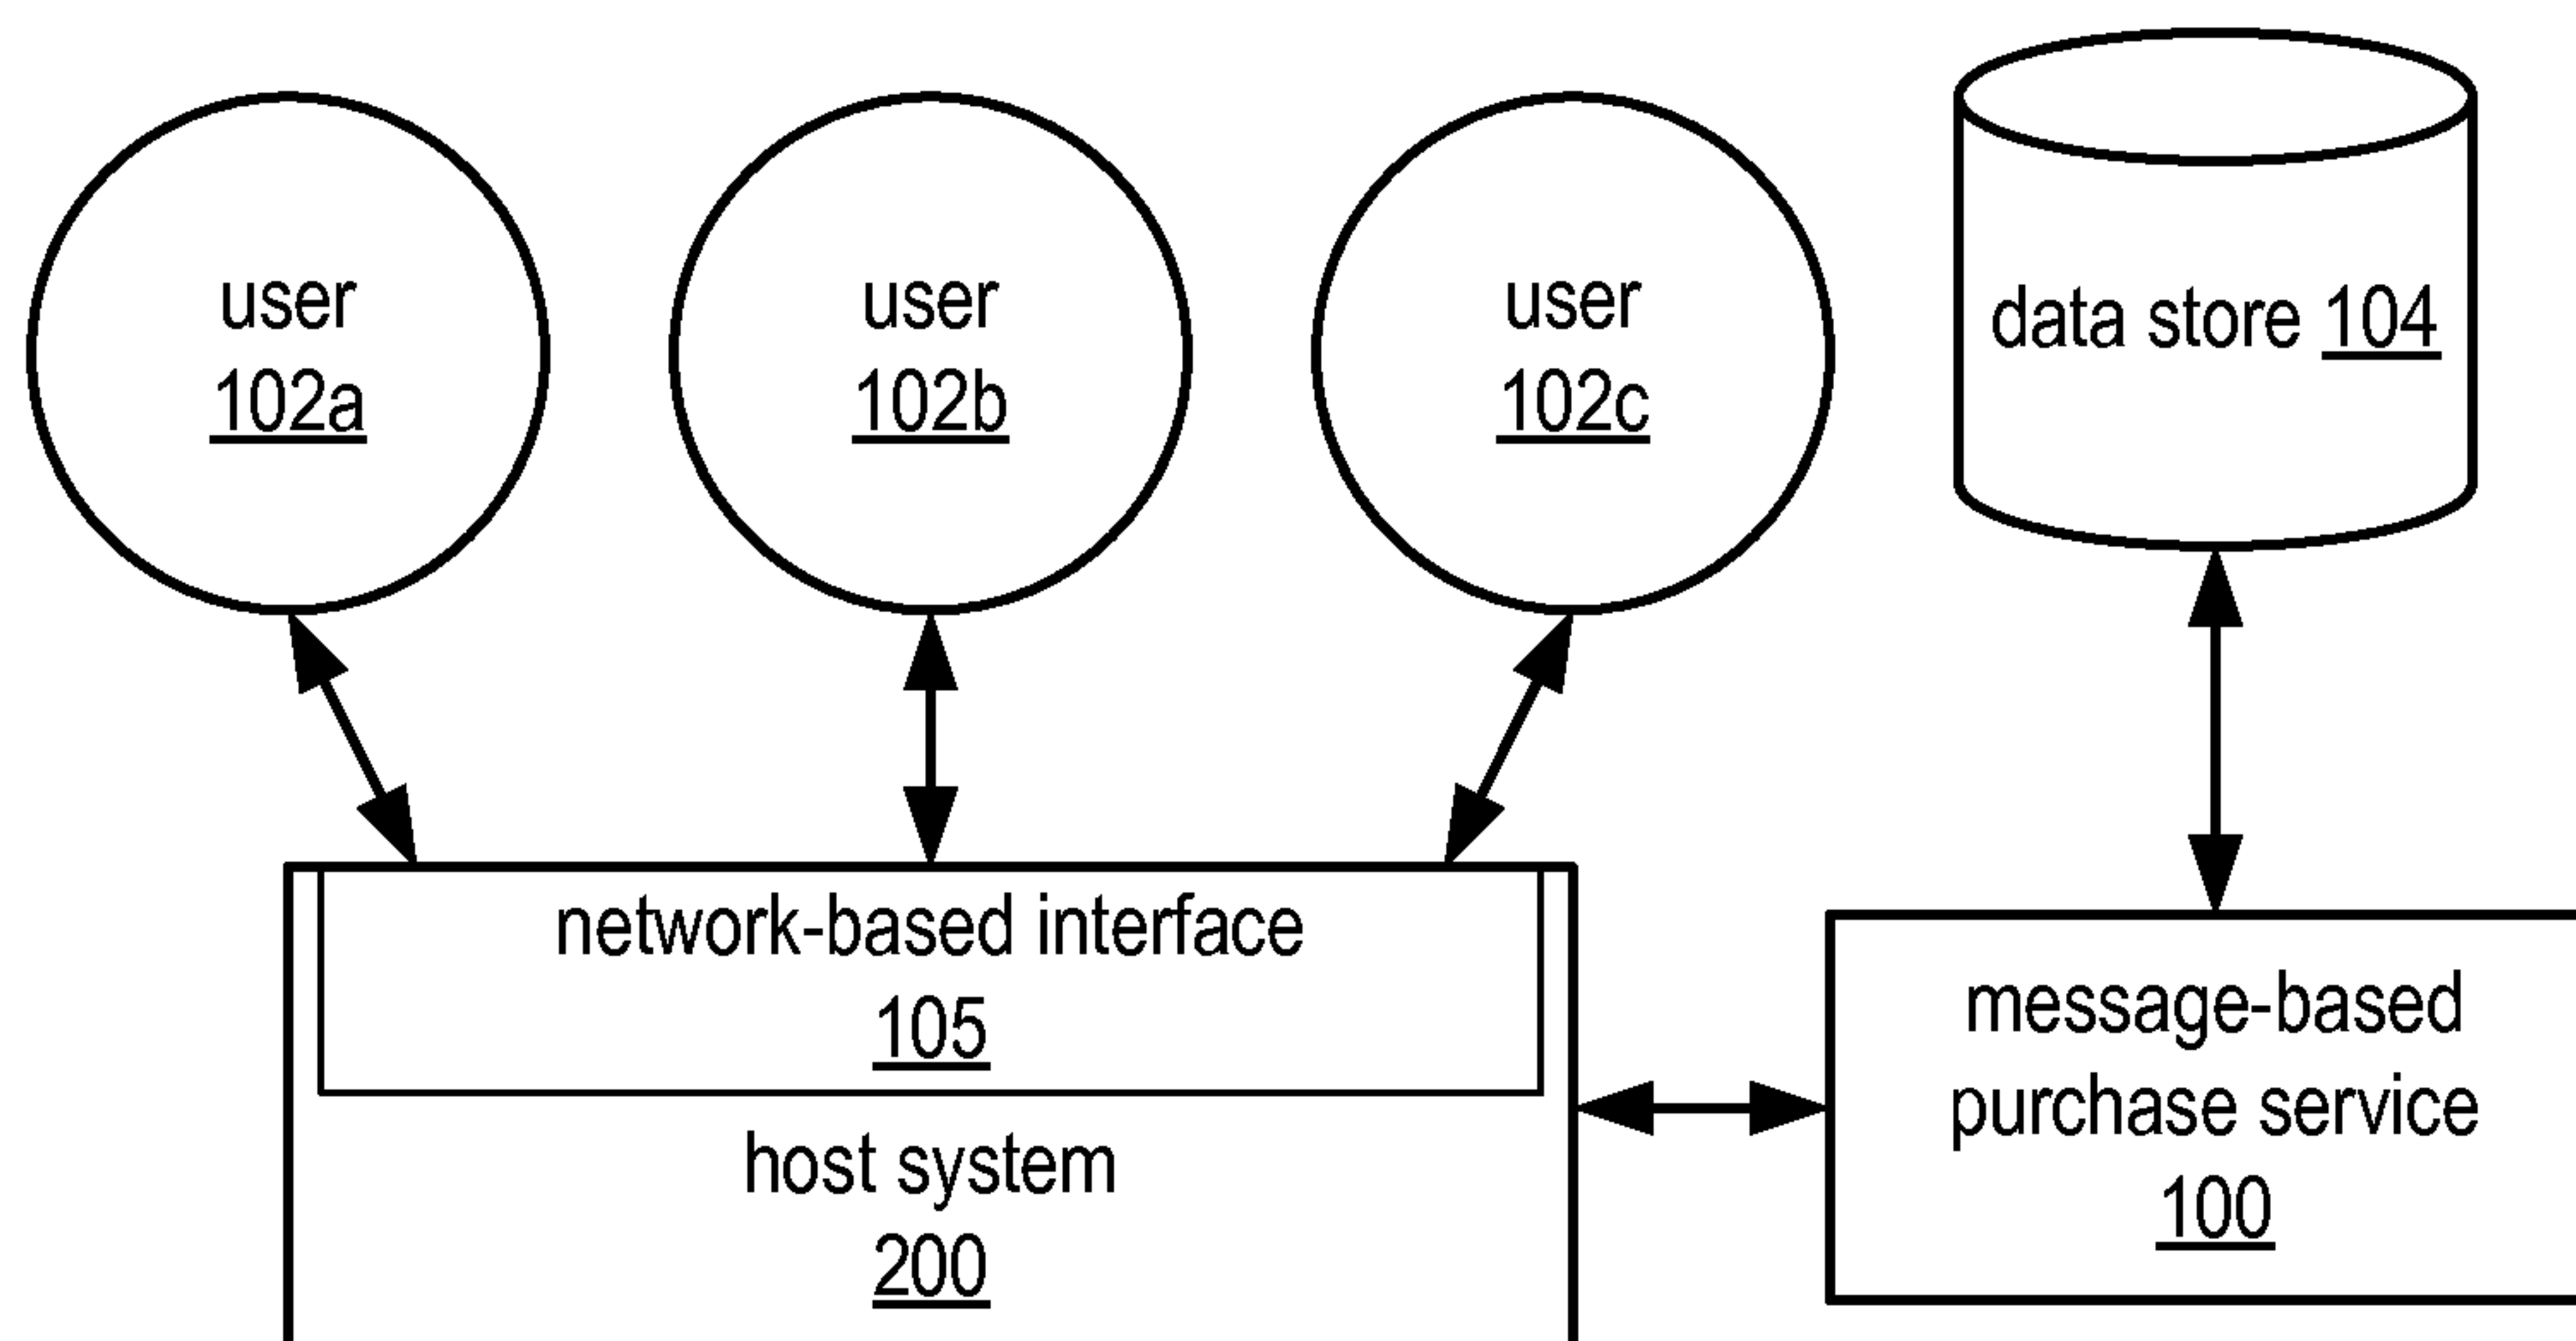 user
102a
user
102b
user
102c
data store 104
network-based interface
105
host system
200
message-based
purchase service
100